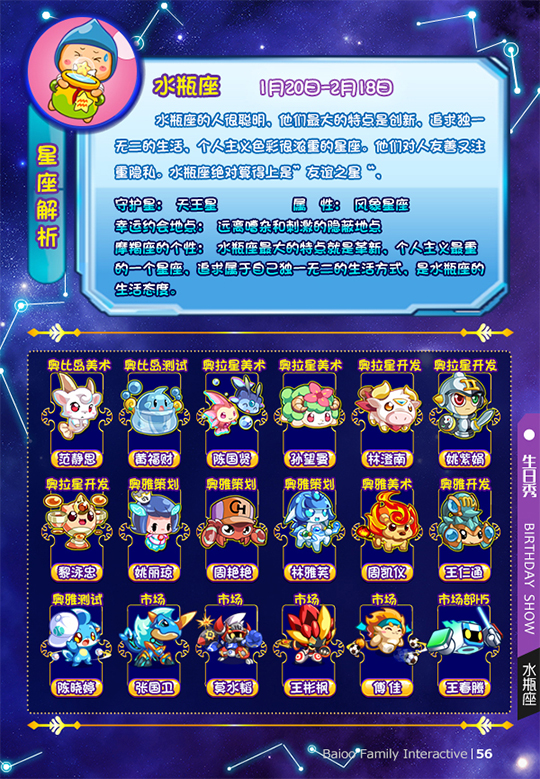 水瓶座 1月20日-2月18日
水瓶座的人很聪明，他们最大的特点是创新，追求独一
无二的生活，个人主义色彩很浓重的星座。他们对人友善又注
重隐私。水瓶座绝对算得上是”友谊之星“。
守护星： 天王星 属 性： 风象星座
幸运约会地点： 远离嘈杂和刺激的隐蔽地点
摩羯座的个性： 水瓶座最大的特点就是革新，个人主义最重
的一个星座，追求属于自己独一无二的生活方式，是水瓶座的
生活态度。
星座解析
奥比岛美术 奥比岛测试 奥拉星美术 奥拉星美术 奥拉星开发 奥拉星开发
范静思 黄福财 陈国贤 孙望雯 林澄南 姚紫娟
奥拉星开发 奥雅策划 奥雅策划 奥雅策划 奥雅美术 奥雅开发
黎泳忠 姚丽琼 周艳艳 林雅芙 周凯仪 王仁通
奥雅测试 市场 市场 市场 市场 市场部H5
陈晓婷 张国卫 莫水韬 王彬枫 傅佳 王春腾
生日秀 BIRTHDAY SHOW
水瓶座
Baioo Family Interactive | 56